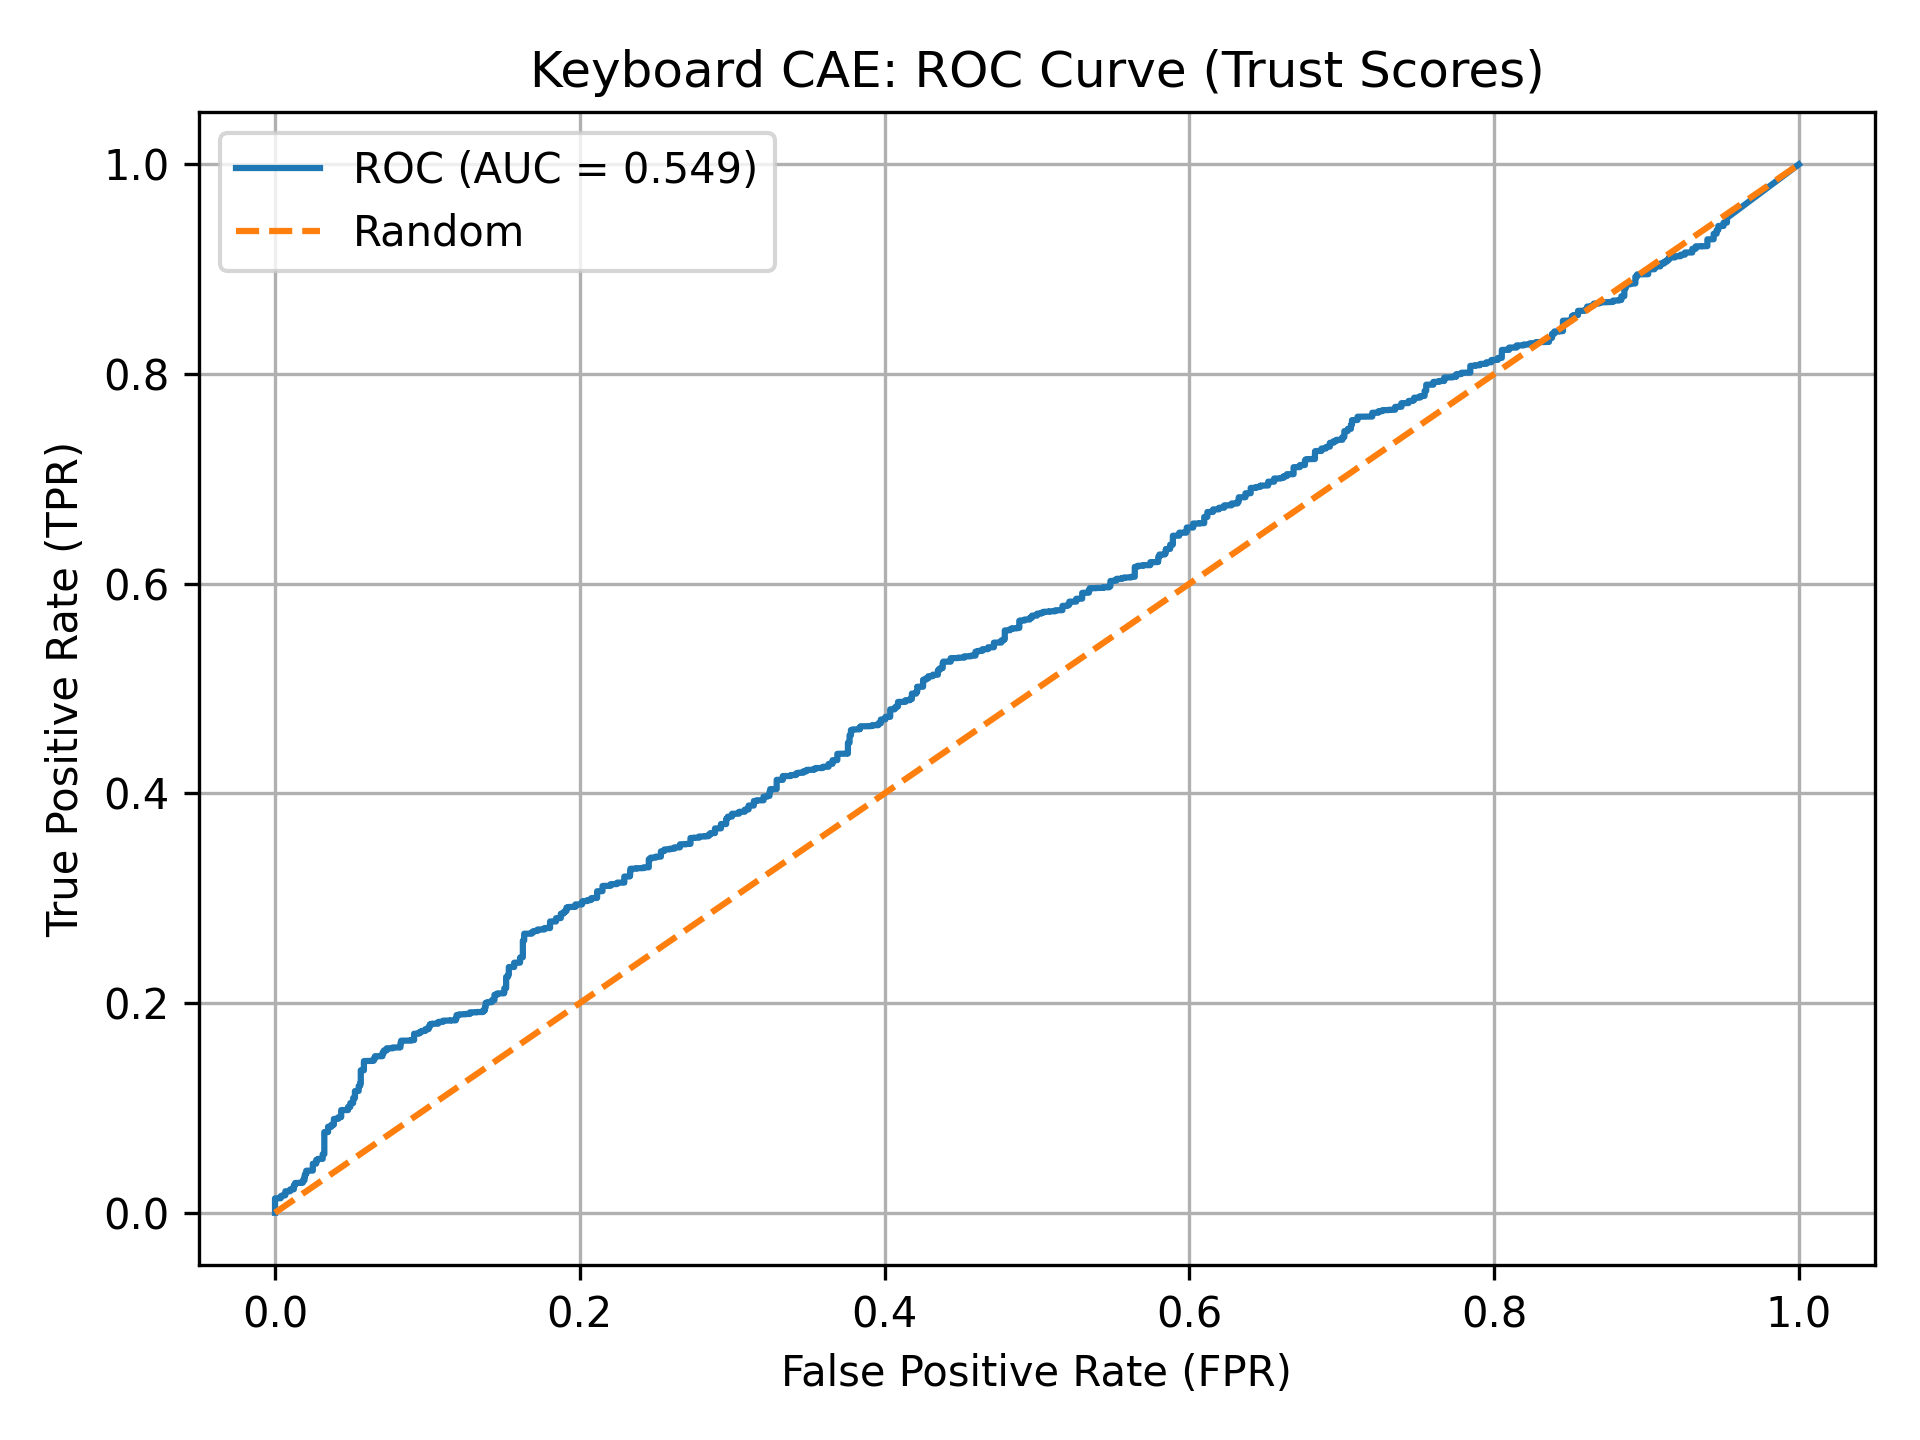 Keyboard CAE: ROC Curve (Trust Scores)
ROC (AUC = 0.549)
Random
1.0
0.8
0.6
0.4
0.2
0.0
True Positive Rate (TPR)
0.0 0.2 0.4 0.6 0.8 1.0
False Positive Rate (FPR)